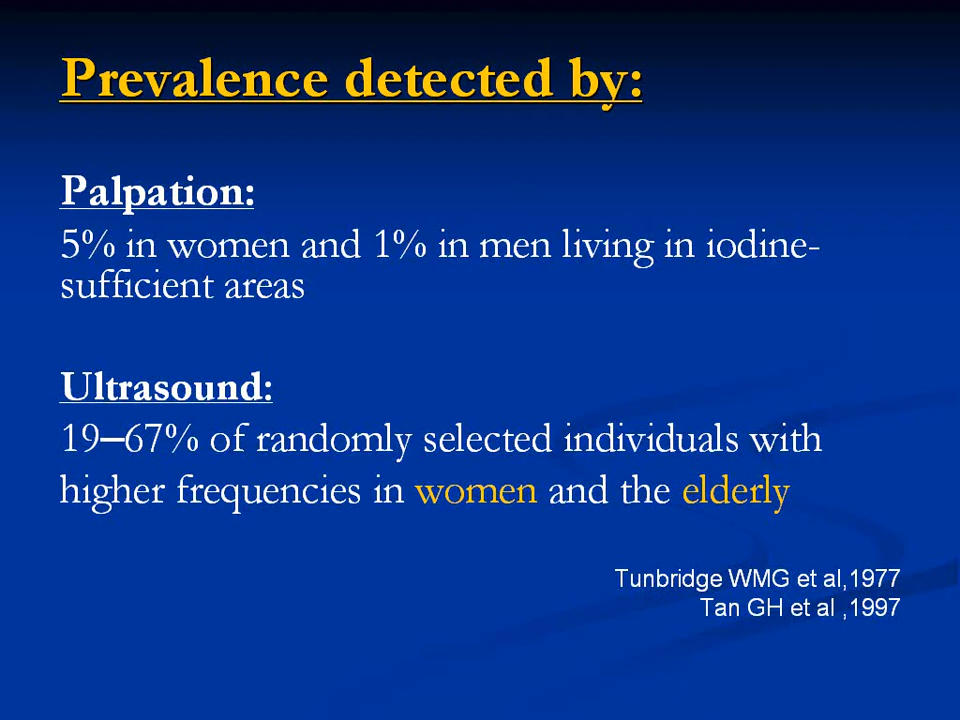 Prevalence detected by:
Palpation:
5% in women and 1% in men living in iodine-
sufficient areas
Ultrasound:
19–67% of randomly selected individuals with
higher frequencies in women and the elderly
Tunbridge WMG et al,1977
Tan GH et al ,1997